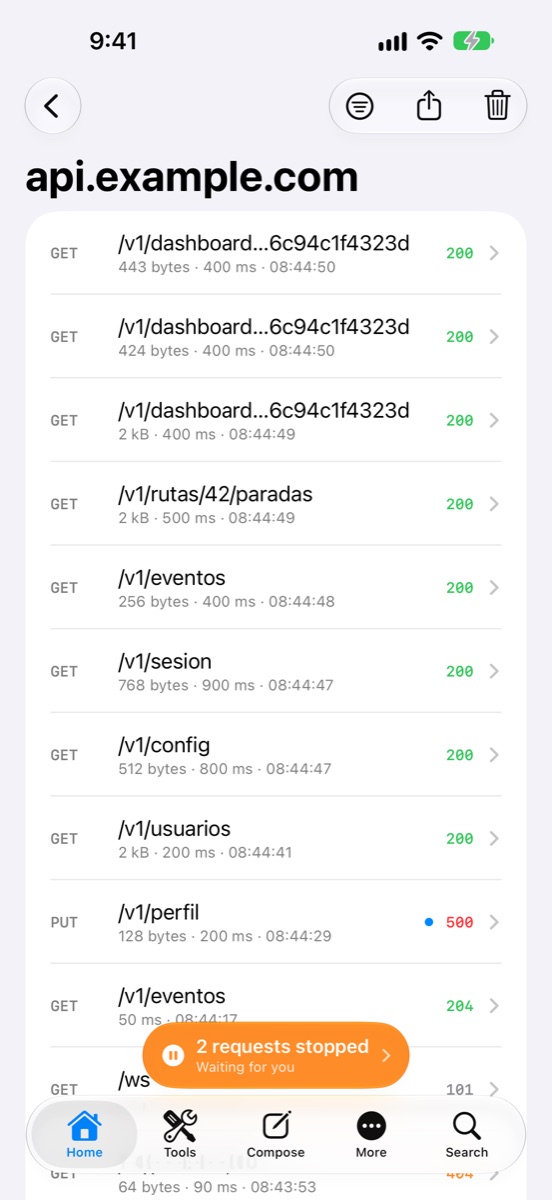 9:41
api.example.com
GET
/v1/dashboard...6c94c1f4323d
443 bytes · 400 ms · 08:44:50
200
GET
/v1/dashboard...6c94c1f4323d
424 bytes · 400 ms · 08:44:50
200
GET
/v1/dashboard...6c94c1f4323d
2 kB · 400 ms · 08:44:49
200
GET
/v1/rutas/42/paradas
2 kB · 500 ms · 08:44:49
200
GET
/v1/eventos
256 bytes · 400 ms · 08:44:48
200
GET
/v1/sesion
768 bytes · 900 ms · 08:44:47
200
GET
/v1/config
512 bytes · 800 ms · 08:44:47
200
GET
/v1/usuarios
2 kB · 200 ms · 08:44:41
200
PUT
/v1/perfil
128 bytes · 200 ms · 08:44:29
500
GET
/v1/eventos
50 ms · 08:44:17
204
2 requests stopped
Waiting for you
GET
/ws
101
Home
Tools
Compose
More
Search
GET
404
64 bytes · 90 ms · 08:43:53